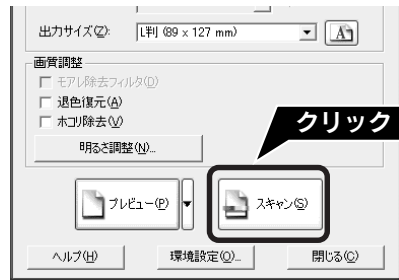 出力サイズ(Z): L判 (89 x 127 mm) A
画質調整
モアレ除去フィルタ(D)
退色復元(A)
ホコリ除去(V)
クリック
明るさ調整(N)...
プレビュー(P) スキャン(S)
ヘルプ(H) 環境設定(O)... 閉じる(C)